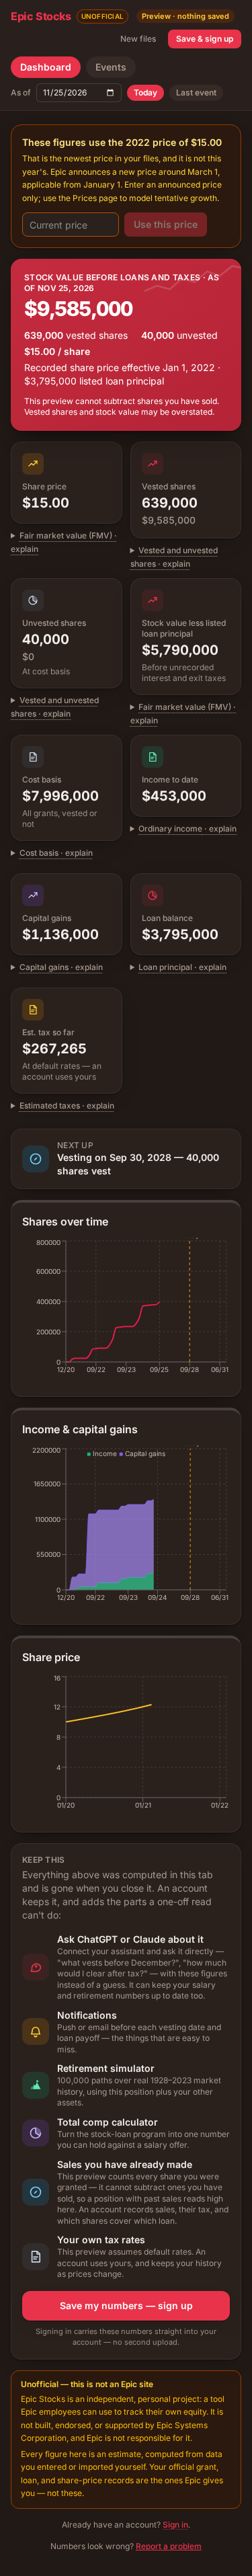 Epic Stocks UNOFFICIAL Preview · nothing saved
New files Save & sign up
Dashboard Events
As of 11/25/2026 Today Last event
These figures use the 2022 price of $15.00
That is the newest price in your files, and it is not this
year's. Epic announces a new price around March 1,
applicable from January 1. Enter an announced price
only; use the Prices page to model tentative growth.
Current price Use this price
STOCK VALUE BEFORE LOANS AND TAXES · AS
OF NOV 25, 2026
$9,585,000
639,000 vested shares 40,000 unvested
$15.00 / share
Recorded share price effective Jan 1, 2022 ·
$3,795,000 listed loan principal
This preview cannot subtract shares you have sold.
Vested shares and stock value may be overstated.
Share price
$15.00
Fair market value (FMV) ·
explain
Vested shares
639,000
$9,585,000
Vested and unvested
shares · explain
Unvested shares
40,000
$0
At cost basis
Vested and unvested
shares · explain
Stock value less listed
loan principal
$5,790,000
Before unrecorded
interest and exit taxes
Fair market value (FMV) ·
explain
Cost basis
$7,996,000
All grants, vested or
not
Cost basis · explain
Income to date
$453,000
Ordinary income · explain
Capital gains
$1,136,000
Capital gains · explain
Loan balance
$3,795,000
Loan principal · explain
Est. tax so far
$267,265
At default rates — an
account uses yours
Estimated taxes · explain
NEXT UP
Vesting on Sep 30, 2028 — 40,000
shares vest
Shares over time
800000
600000
400000
200000
0
12/20 09/22 09/23 09/25 09/28 06/31
Income & capital gains
2200000
Income Capital gains
1650000
1100000
550000
0
12/20 09/22 09/23 09/24 09/28 06/31
Share price
16
12
8
4
0
01/20 01/21 01/22
KEEP THIS
Everything above was computed in this tab
and is gone when you close it. An account
keeps it, and adds the parts a one-off read
can't do:
Ask ChatGPT or Claude about it
Connect your assistant and ask it directly —
"what vests before December?", "how much
would I clear after tax?" — with these figures
instead of a guess. It can keep your salary
and retirement numbers up to date too.
Notifications
Push or email before each vesting date and
loan payoff — the things that are easy to
miss.
Retirement simulator
100,000 paths over real 1928–2023 market
history, using this position plus your other
assets.
Total comp calculator
Turn the stock-loan program into one number
you can hold against a salary offer.
Sales you have already made
This preview counts every share you were
granted — it cannot subtract ones you have
sold, so a position with sales reads high
here. An account records sales, their tax, and
which shares cover which loan.
Your own tax rates
This preview assumes default rates. An
account uses yours, and keeps your history
as prices change.
Save my numbers — sign up
Signing in carries these numbers straight into your
account — no second upload.
Unofficial — this is not an Epic site
Epic Stocks is an independent, personal project: a tool
Epic employees can use to track their own equity. It is
not built, endorsed, or supported by Epic Systems
Corporation, and Epic is not responsible for it.
Every figure here is an estimate, computed from data
you entered or imported yourself. Your official grant,
loan, and share-price records are the ones Epic gives
you — not these.
Already have an account? Sign in.
Numbers look wrong? Report a problem